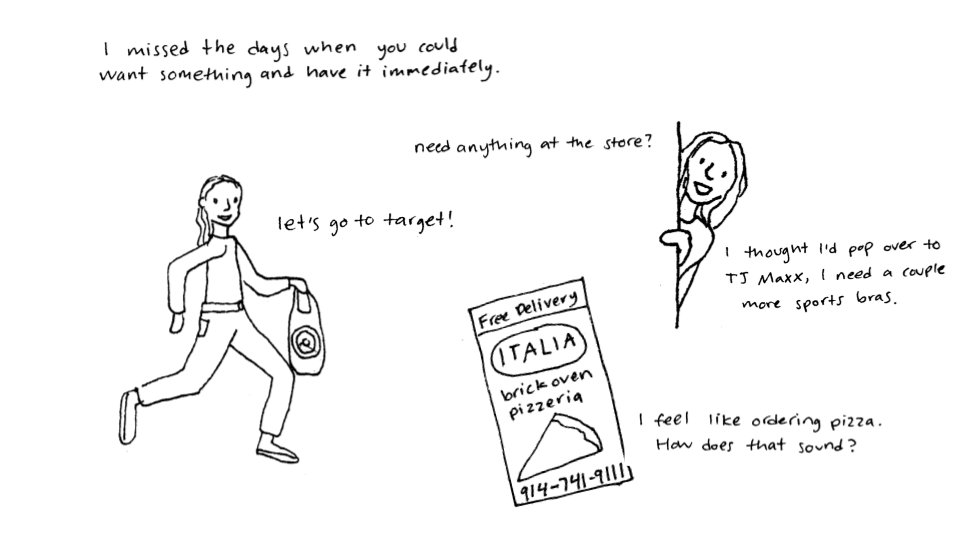 I missed the days when you could
want something and have it immediately.
need anything at the store?
let's go to target!
I thought I'd pop over to
TJ Maxx, I need a couple
more sports bras.
Free Delivery
ITALIA
brick oven
pizzeria
914-741-9111
I feel like ordering pizza.
How does that sound?